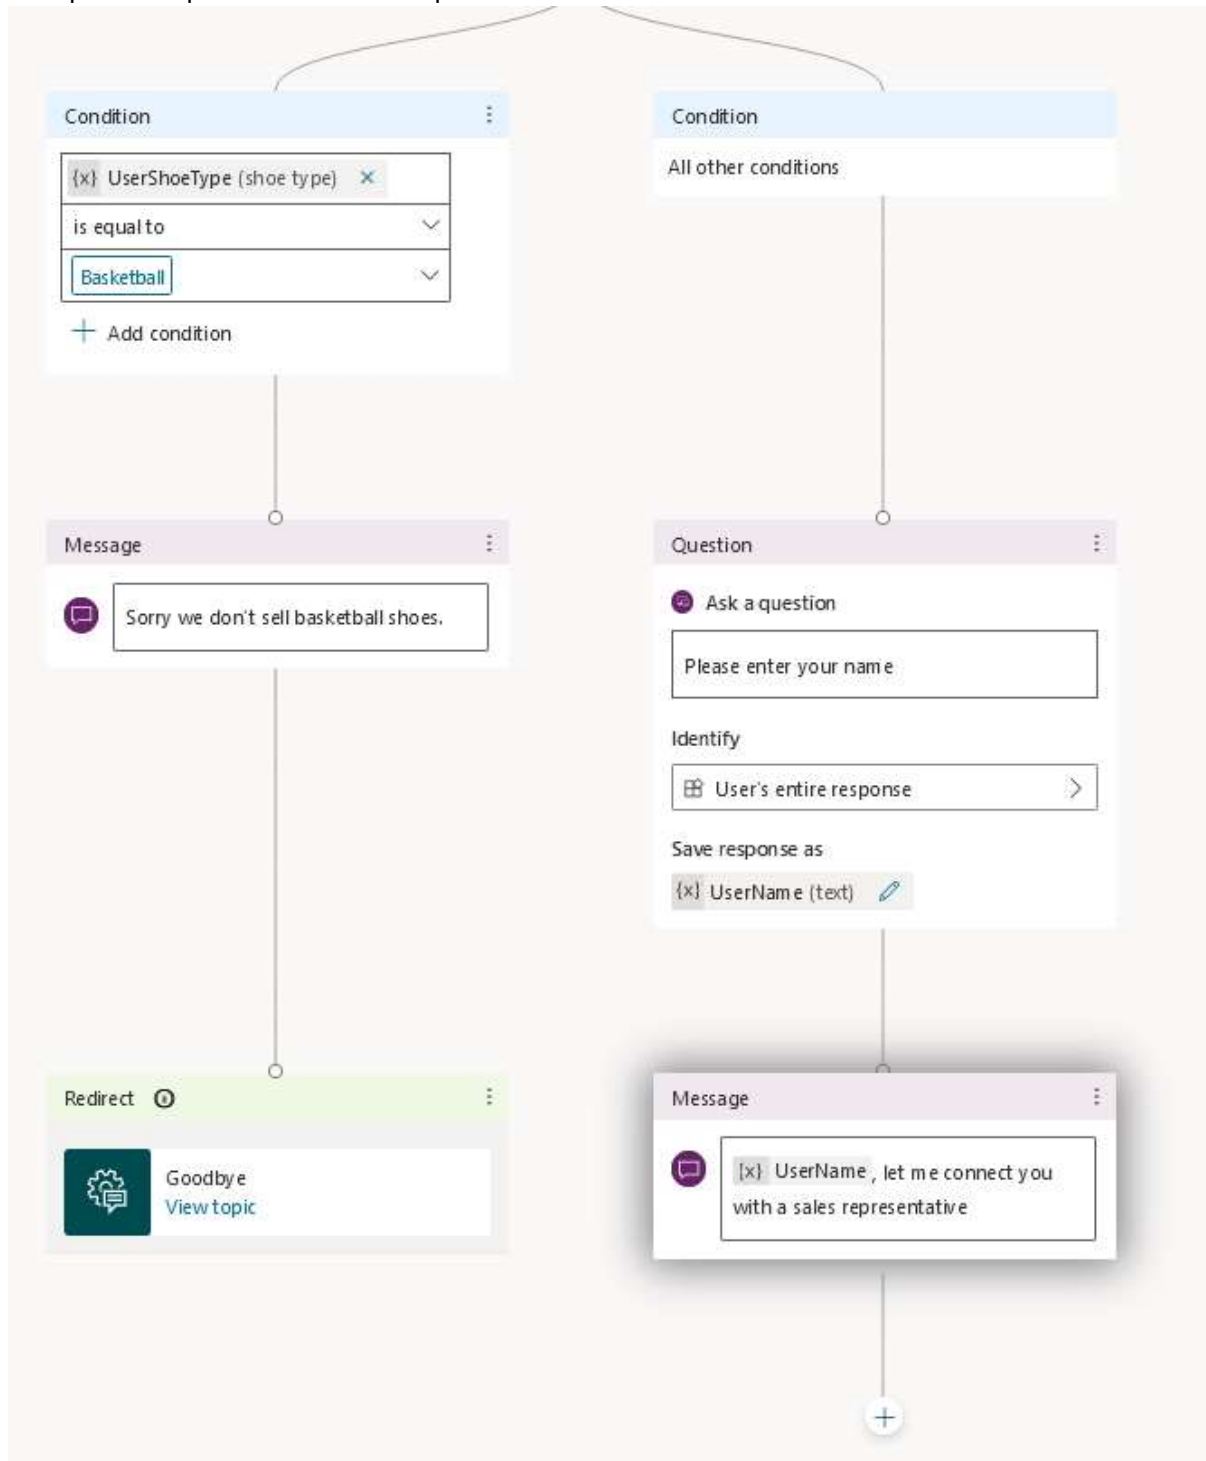 Condition
{x} UserShoeType (shoe type) ×
is equal to
Basketball
+ Add condition
Message
Sorry we don't sell basketball shoes.
Redirect
Goodbye
View topic
Condition
All other conditions
Question
Ask a question
Please enter your name
Identify
User's entire response
Save response as
{x} UserName (text)
Message
{x} UserName , let me connect you
with a sales representative